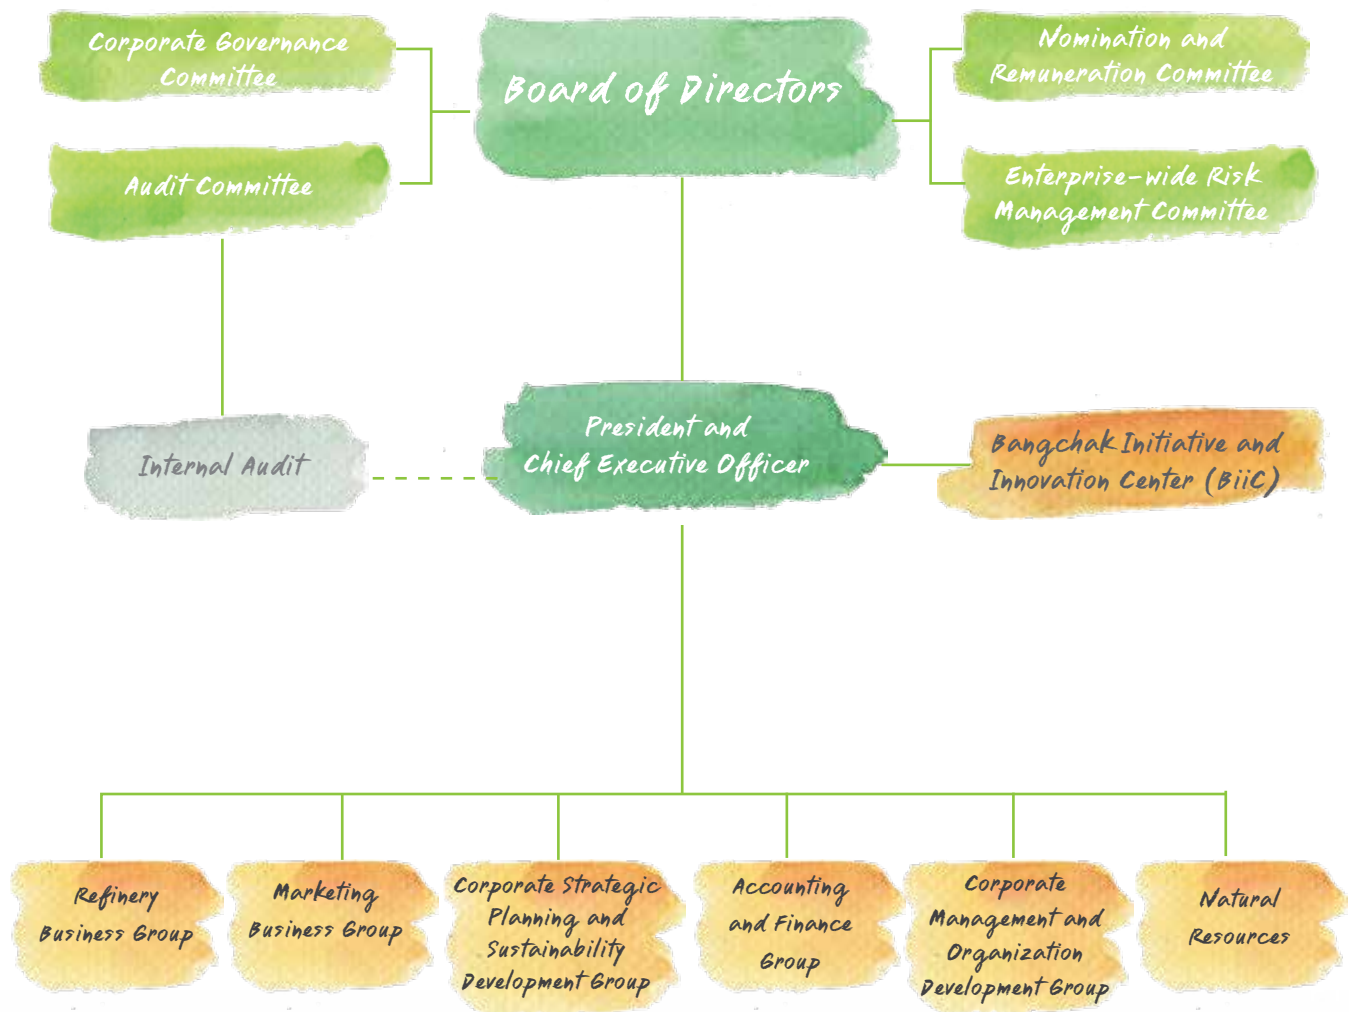 Corporate Governance
Committee
Board of Directors
Nomination and
Remuneration Committee
Audit Committee
Enterprise-wide Risk
Management Committee
Internal Audit
President and
Chief Executive Officer
Bangchak Initiative and
Innovation Center (BiiC)
Refinery
Business Group
Marketing
Business Group
Corporate Strategic
Planning and
Sustainability
Development Group
Accounting
and Finance
Group
Corporate
Management and
Organization
Development Group
Natural
Resources